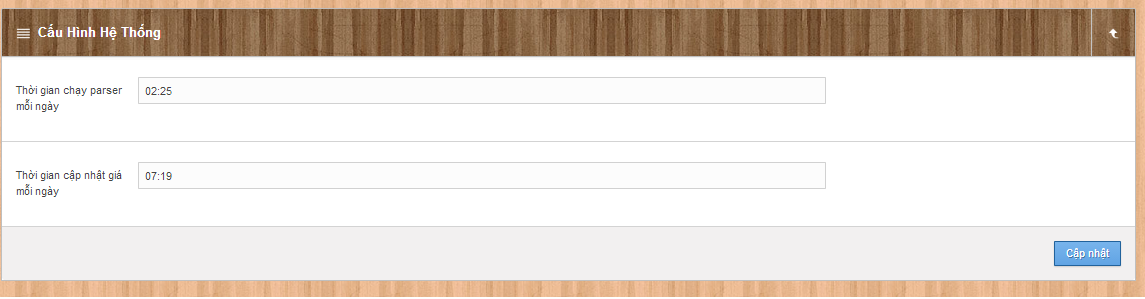 Cấu Hình Hệ Thống
Thời gian chạy parser
mỗi ngày
02:25
Thời gian cập nhật giá
mỗi ngày
07:19
Cập nhật